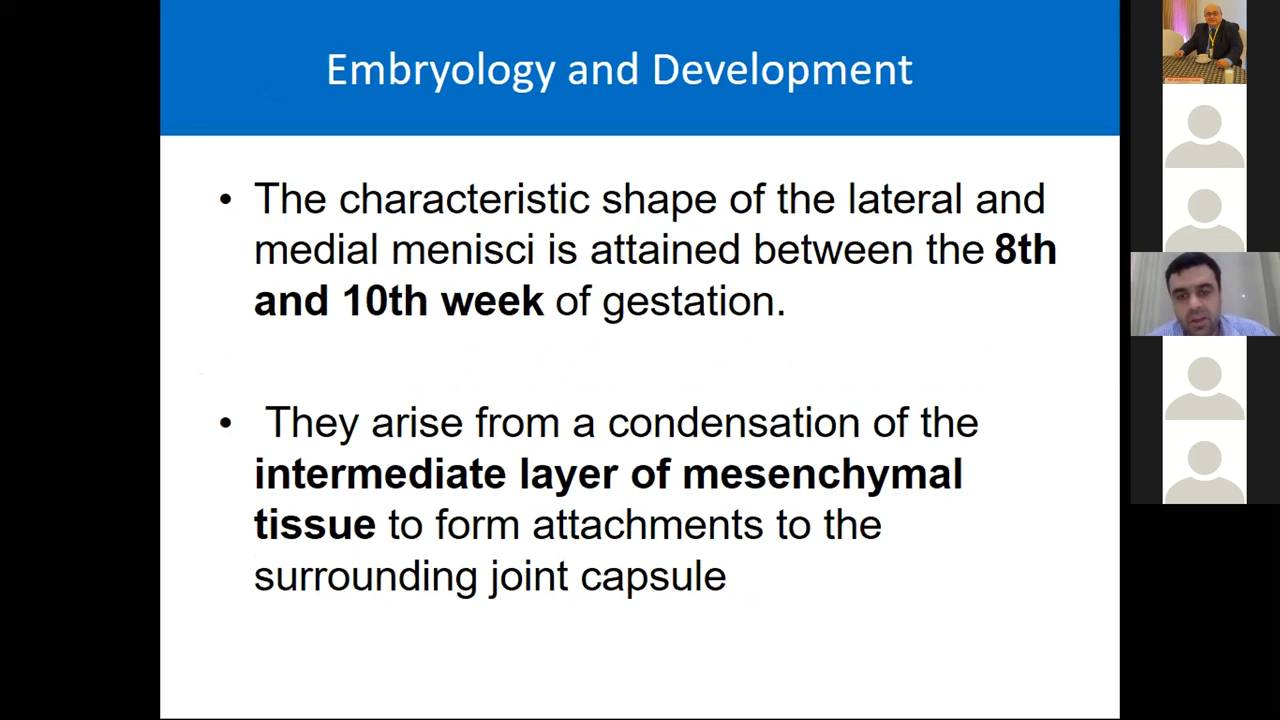 Embryology and Development
• The characteristic shape of the lateral and
medial menisci is attained between the 8th
and 10th week of gestation.
• They arise from a condensation of the
intermediate layer of mesenchymal
tissue to form attachments to the
surrounding joint capsule